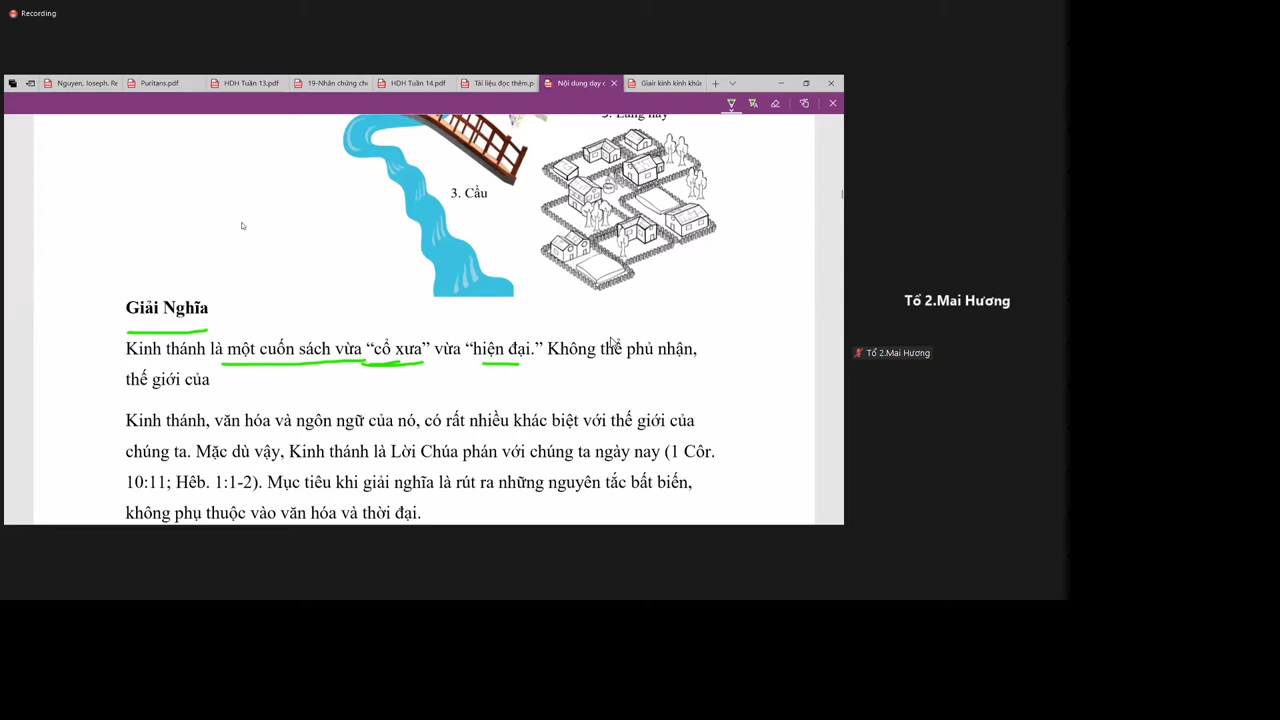 Recording
Nguyen, Joseph. Re
Puritans.pdf
HDH Tuần 13.pdf
19-Nhân chứng ch
HDH Tuần 14.pdf
Tài liệu đọc thêm.p
Nội dung dạy c
Giair kinh kinh khủ
3. Cầu
Giải Nghĩa
Kinh thánh là một cuốn sách vừa “cổ xưa” vừa “hiện đại.” Không thể phủ nhận,
thế giới của
Kinh thánh, văn hóa và ngôn ngữ của nó, có rất nhiều khác biệt với thế giới của
chúng ta. Mặc dù vậy, Kinh thánh là Lời Chúa phán với chúng ta ngày nay (1 Côr.
10:11; Hêb. 1:1-2). Mục tiêu khi giải nghĩa là rút ra những nguyên tắc bất biến,
không phụ thuộc vào văn hóa và thời đại.
Tổ 2.Mai Hương
Tổ 2.Mai Hương